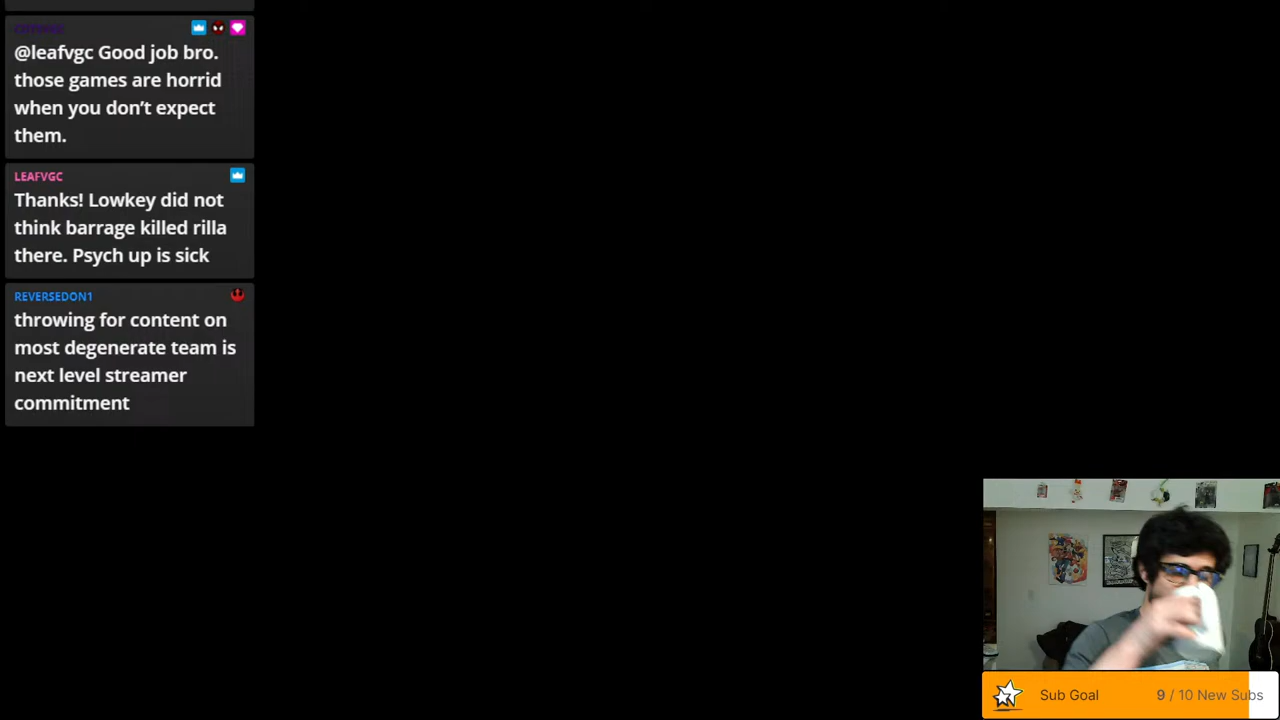 @leafvgc Good job bro.
those games are horrid
when you don't expect
them.
LEAFVGC
Thanks! Lowkey did not
think barrage killed rilla
there. Psych up is sick
REVERSEDON1
throwing for content on
most degenerate team is
next level streamer
commitment
Sub Goal 9 / 10 New Subs